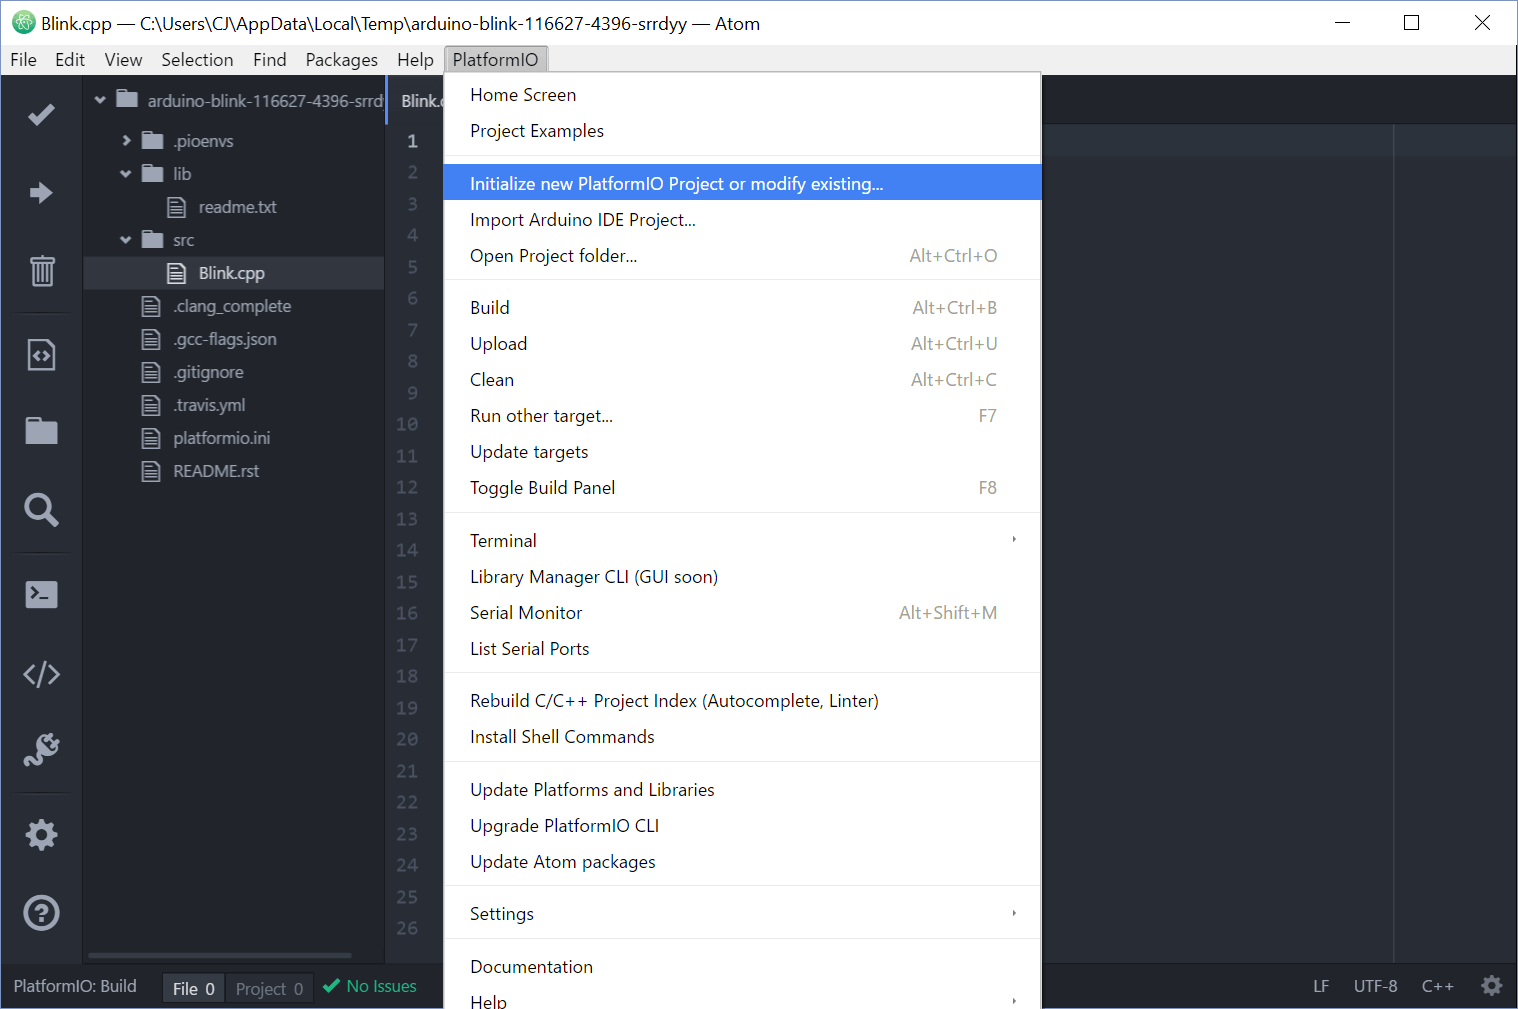 Blink.cpp — C:\Users\CJ\AppData\Local\Temp\arduino-blink-116627-4396-srrdyy — Atom
File Edit View Selection Find Packages Help PlatformIO
arduino-blink-116627-4396-srrd
.pioenvs
lib
readme.txt
src
Blink.cpp
.clang_complete
.gcc-flags.json
.gitignore
.travis.yml
platformio.ini
README.rst
Blink.c
1
2
3
4
5
6
7
8
9
10
11
12
13
14
15
16
17
18
19
20
21
22
23
24
25
26
Home Screen
Project Examples
Initialize new PlatformIO Project or modify existing...
Import Arduino IDE Project...
Open Project folder... Alt+Ctrl+O
Build Alt+Ctrl+B
Upload Alt+Ctrl+U
Clean Alt+Ctrl+C
Run other target... F7
Update targets
Toggle Build Panel F8
Terminal
Library Manager CLI (GUI soon)
Serial Monitor Alt+Shift+M
List Serial Ports
Rebuild C/C++ Project Index (Autocomplete, Linter)
Install Shell Commands
Update Platforms and Libraries
Upgrade PlatformIO CLI
Update Atom packages
Settings
Documentation
Help
PlatformIO: Build File 0 Project 0 No Issues LF UTF-8 C++